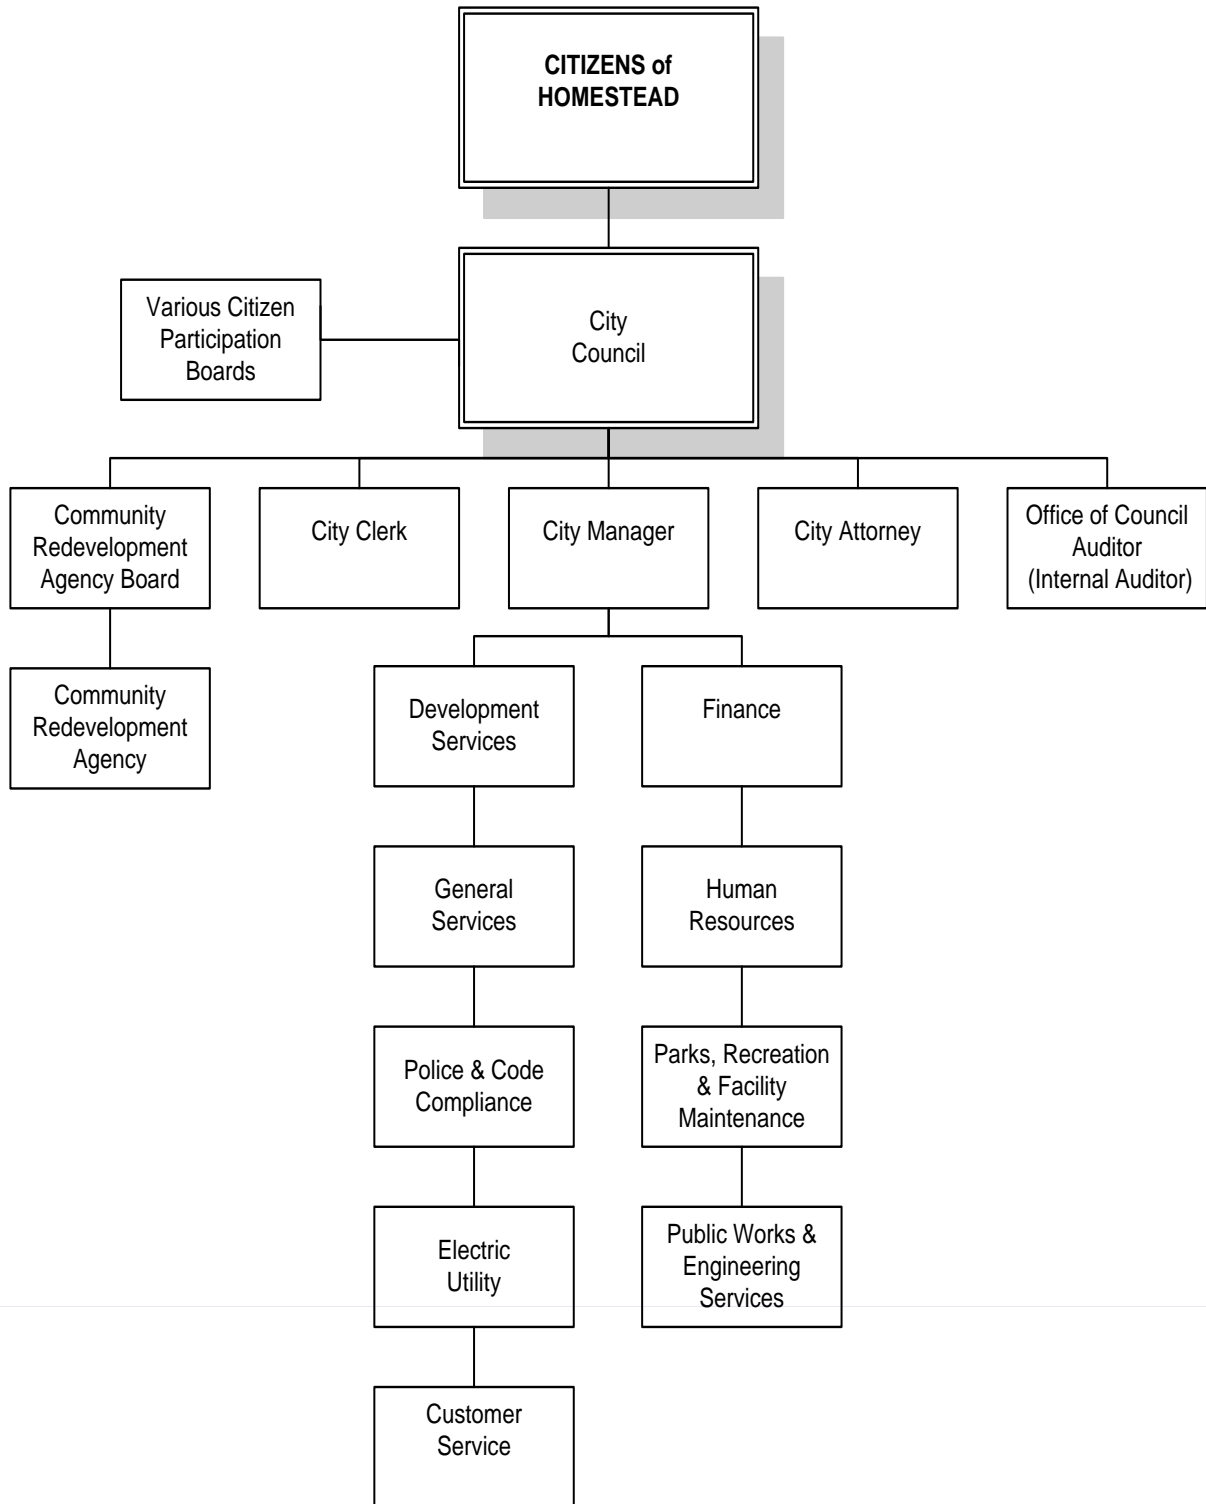 CITIZENS of
HOMESTEAD
City
Council
Various Citizen
Participation
Boards
Community
Redevelopment
Agency Board
City Clerk
City Manager
City Attorney
Office of Council
Auditor
(Internal Auditor)
Community
Redevelopment
Agency
Development
Services
Finance
General
Services
Human
Resources
Police & Code
Compliance
Parks, Recreation
& Facility
Maintenance
Electric
Utility
Public Works &
Engineering
Services
Customer
Service